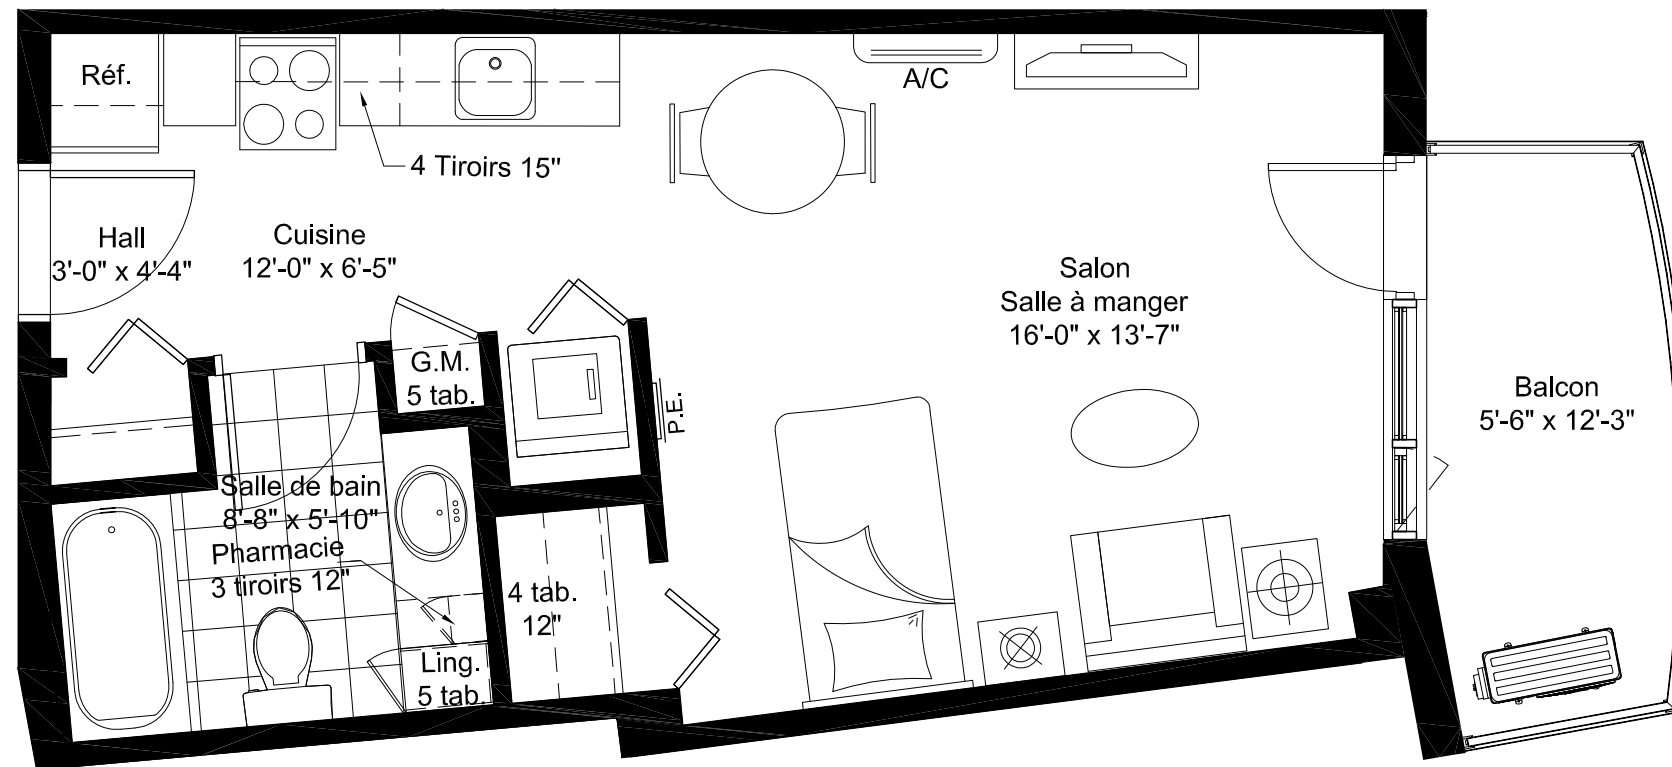 Réf.
A/C
4 Tiroirs 15"
Hall
3'-0" x 4'-4"
Cuisine
12'-0" x 6'-5"
Salon
Salle à manger
16'-0" x 13'-7"
G.M.
5 tab.
P.E.
Balcon
5'-6" x 12'-3"
Salle de bain
8'-8" x 5'-10"
Pharmacie
3 tiroirs 12"
4 tab.
12"
Ling.
5 tab.